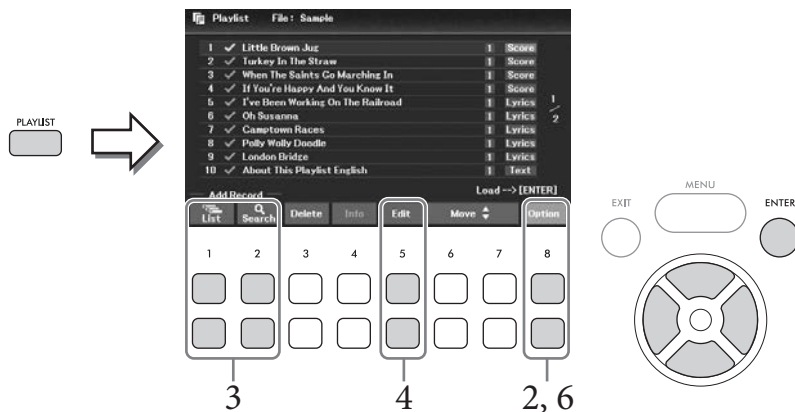 PLAYLIST
Playlist File: Sample
1 ✓ Little Brown Jug 1 Score
2 ✓ Turkey In The Straw 1 Score
3 ✓ When The Saints Go Marching In 1 Score
4 ✓ If You're Happy And You Know It 1 Score
5 ✓ I've Been Working On The Railroad 1 Lyrics
6 ✓ Oh Susanna 1 Lyrics
7 ✓ Camptown Races 1 Lyrics
8 ✓ Polly Wolly Doodle 1 Lyrics
9 ✓ London Bridge 1 Lyrics
10 ✓ About This Playlist English 1 Text
1/2
Load-->[ENTER]
Add Record
List Search Delete Info Edit Move Option
1 2 3 4 5 6 7 8
3 4 2, 6
MENU
EXIT ENTER